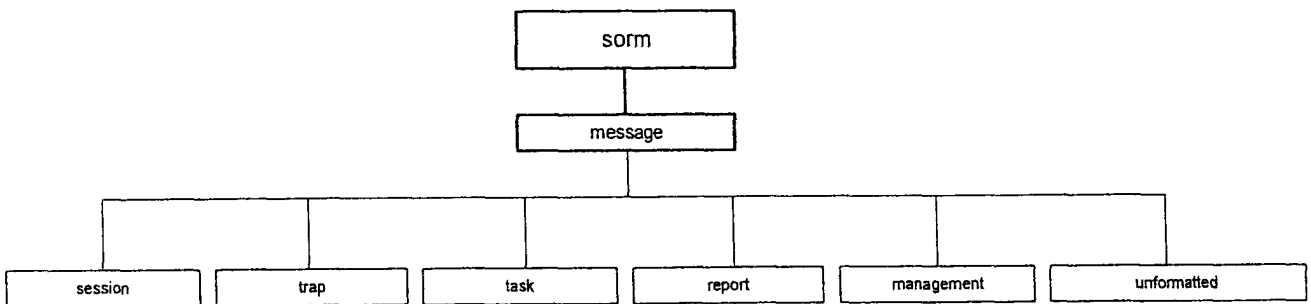 sorm
message
session
trap
task
report
management
unformatted